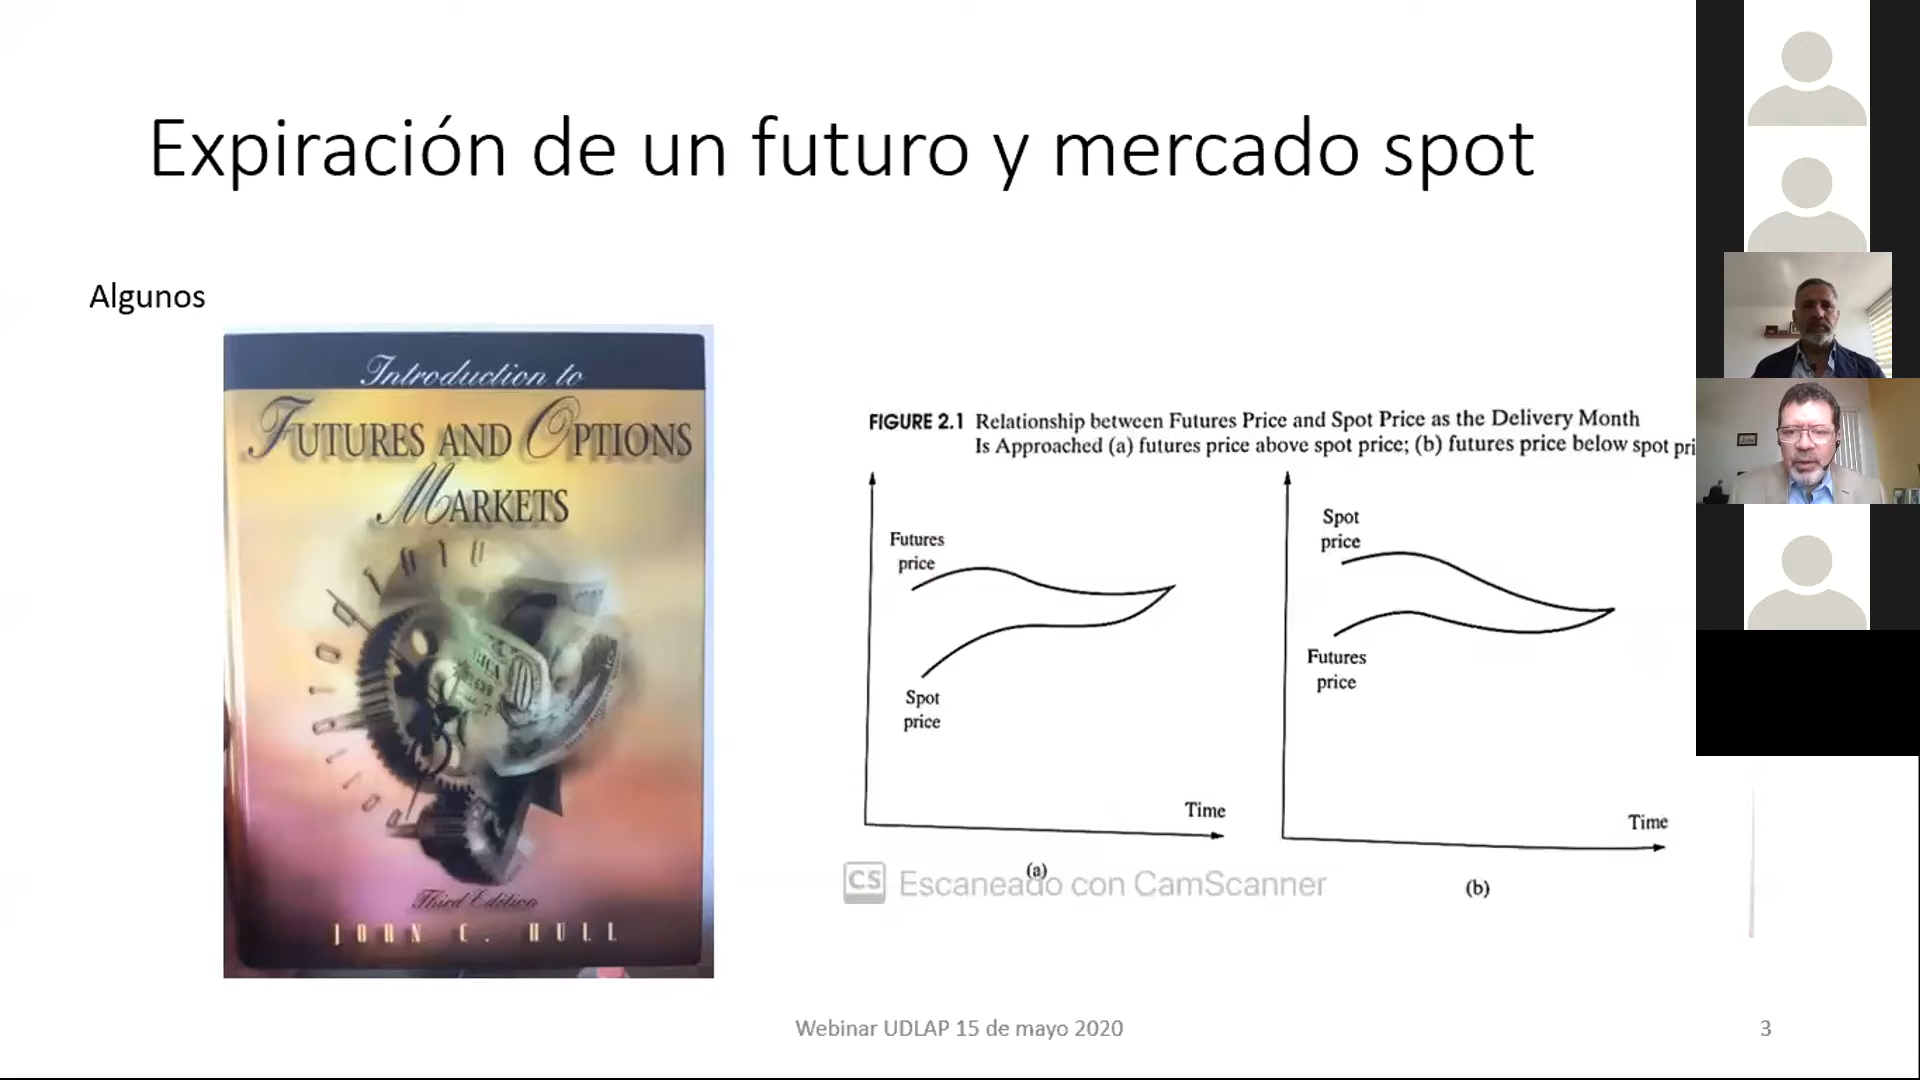 Expiración de un futuro y mercado spot
Algunos
Introduction to
FUTURES AND OPTIONS
MARKETS
Third Edition
JOHN C. HULL
FIGURE 2.1 Relationship between Futures Price and Spot Price as the Delivery Month
Is Approached (a) futures price above spot price; (b) futures price below spot pri
Futures
price
Spot
price
Time
(a)
Spot
price
Futures
price
Time
(b)
CS Escaneado con CamScanner
Webinar UDLAP 15 de mayo 2020
3